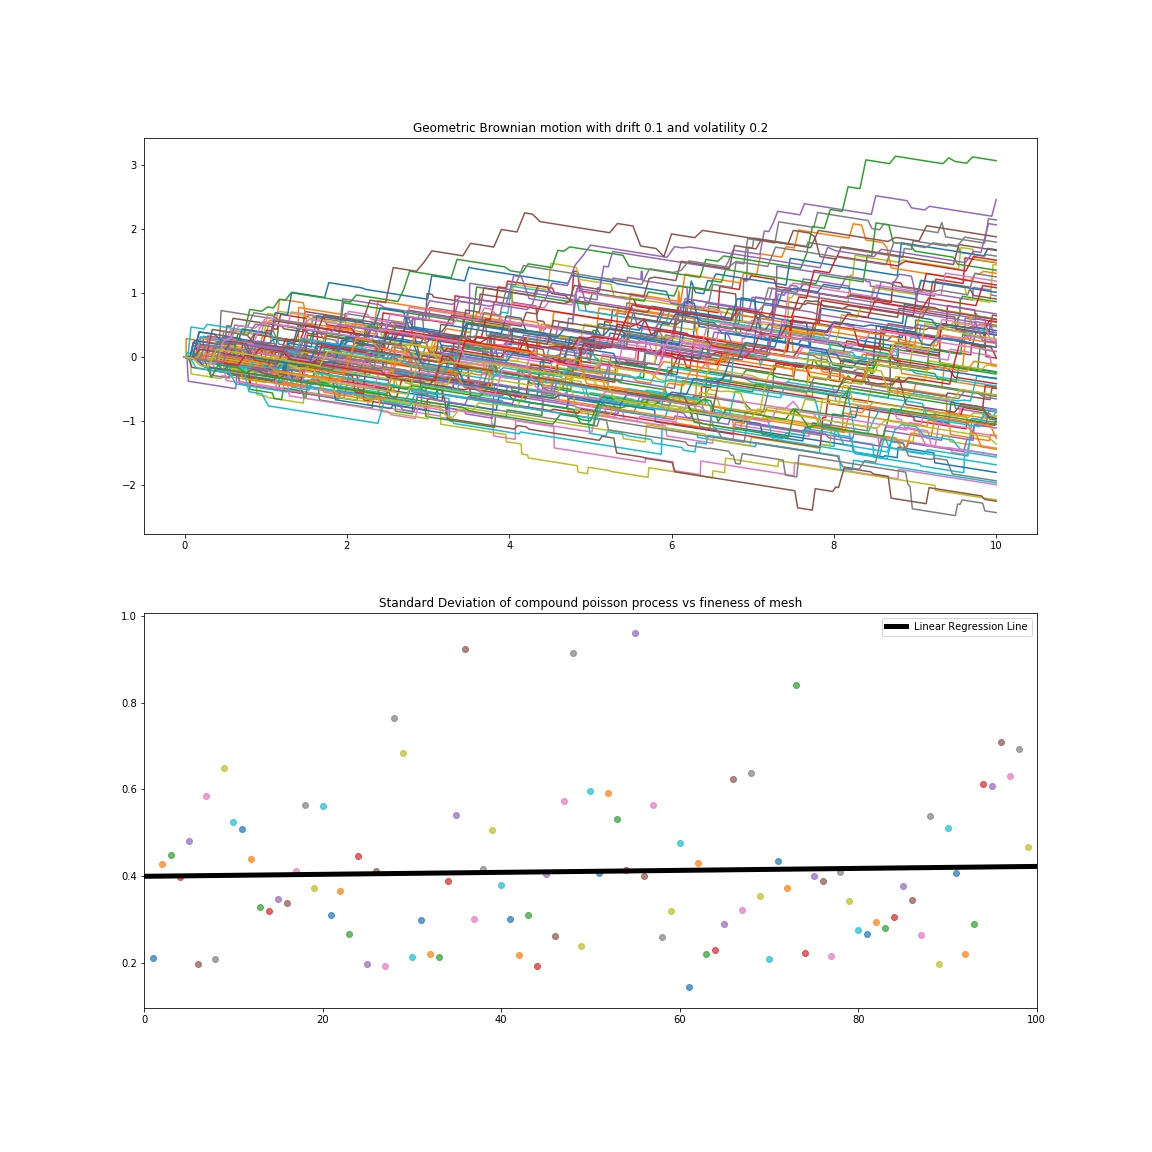 Geometric Brownian motion with drift 0.1 and volatility 0.2
3
2
1
0
−1
−2
0 2 4 6 8 10
Standard Deviation of compound poisson process vs fineness of mesh
1.0
Linear Regression Line
0.8
0.6
0.4
0.2
0 20 40 60 80 100